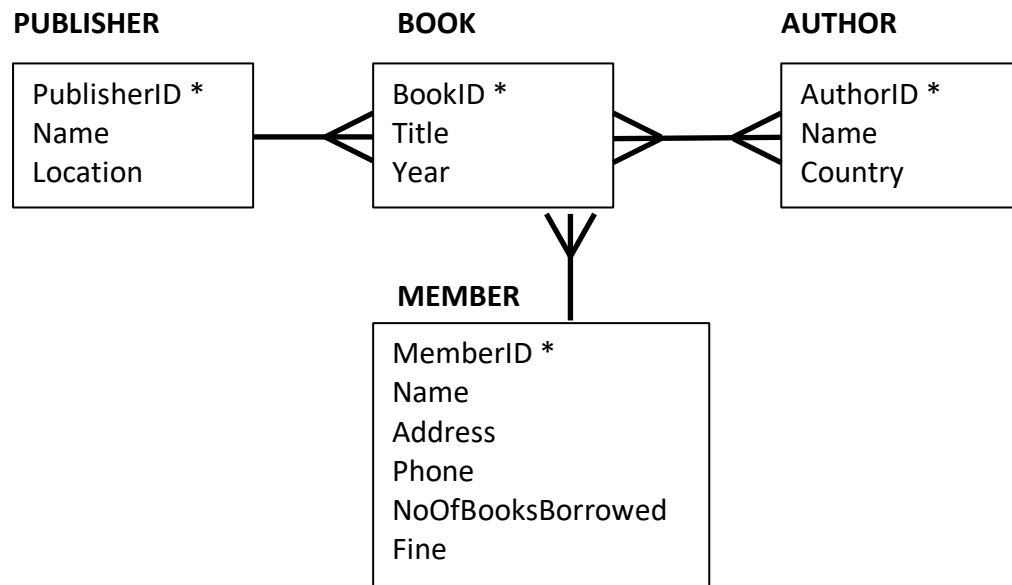 PUBLISHER
PublisherID *
Name
Location
BOOK
BookID *
Title
Year
AUTHOR
AuthorID *
Name
Country
MEMBER
MemberID *
Name
Address
Phone
NoOfBooksBorrowed
Fine